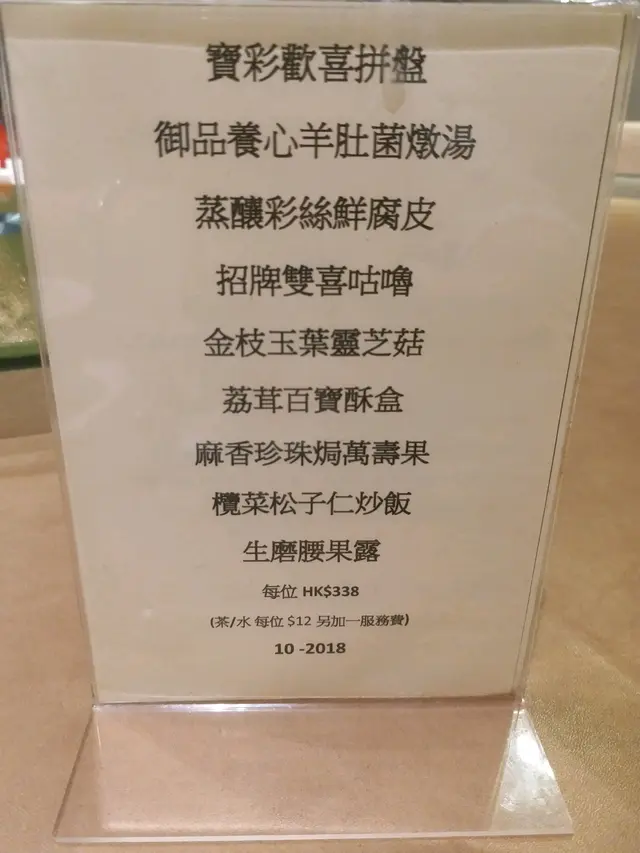 寶彩歡喜拼盤
御品養心羊肚菌燉湯
蒸釀彩絲鮮腐皮
招牌雙喜咕嚕
金枝玉葉靈芝菇
荔茸百寶酥盒
麻香珍珠焗萬壽果
欖菜松子仁炒飯
生磨腰果露
每位 HK$338
(茶/水 每位 $12 另加一服務費)
10 -2018